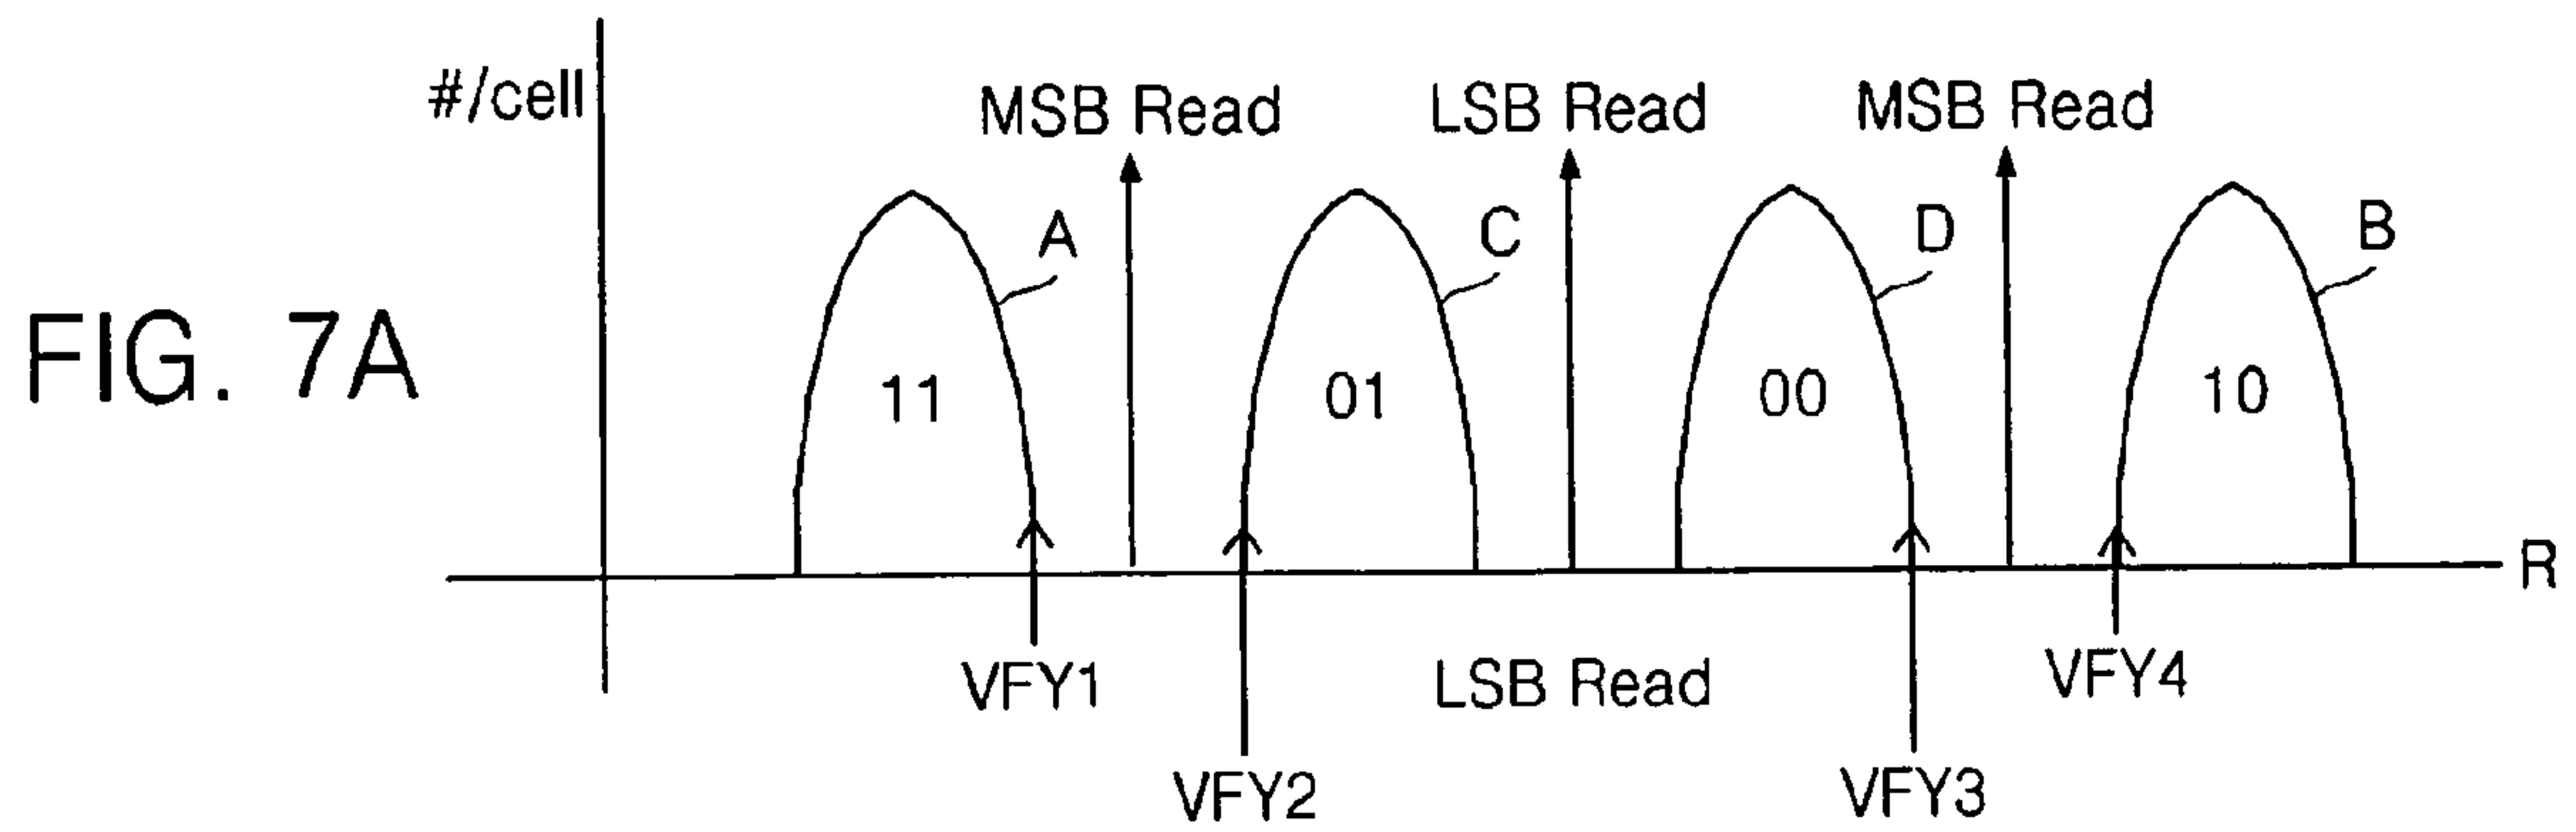 #/cell
MSB Read
LSB Read
MSB Read
A
C
D
B
FIG. 7A
11
01
00
10
R
VFY1
LSB Read
VFY4
VFY2
VFY3